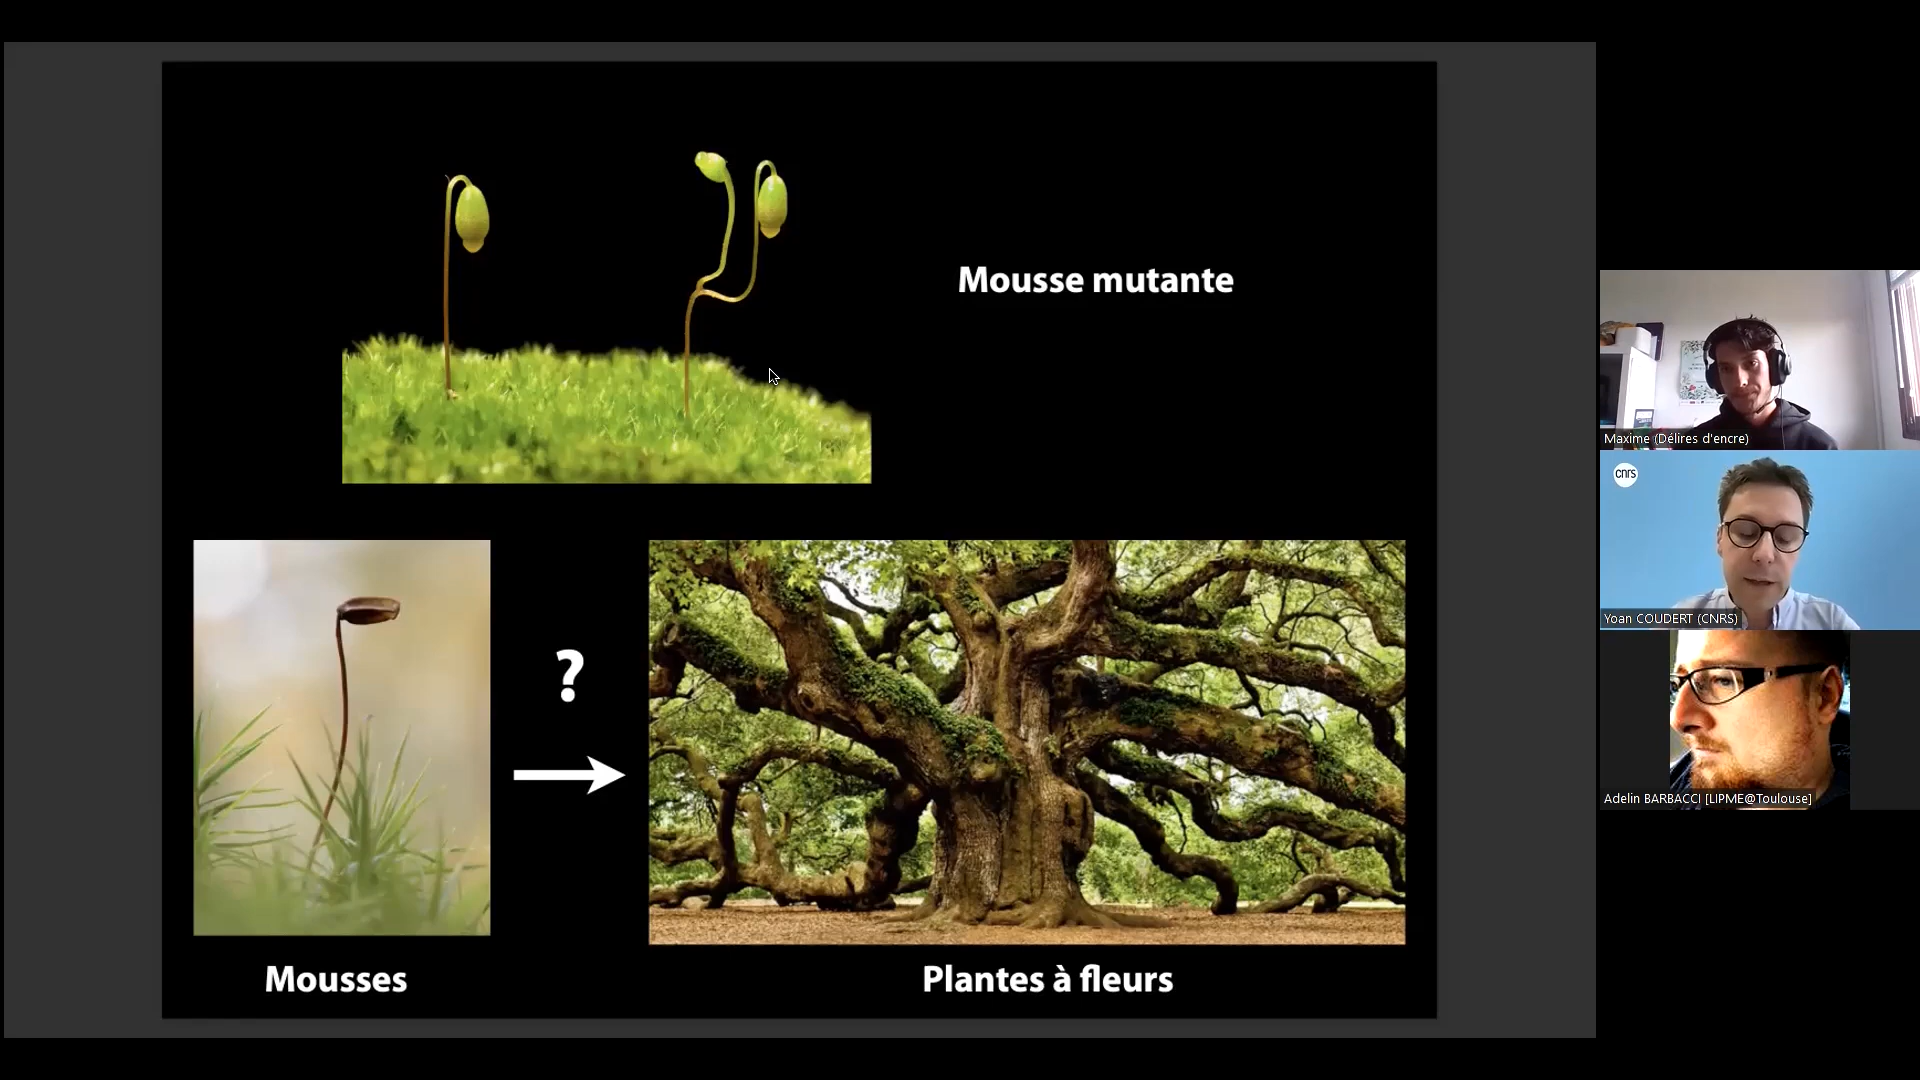 Mousse mutante
?
Mousses
Plantes à fleurs
Maxime (Délires d'encre)
cnrs
Yoan COUDERT (CNRS)
Adelin BARBACCI [LIPME@Toulouse]